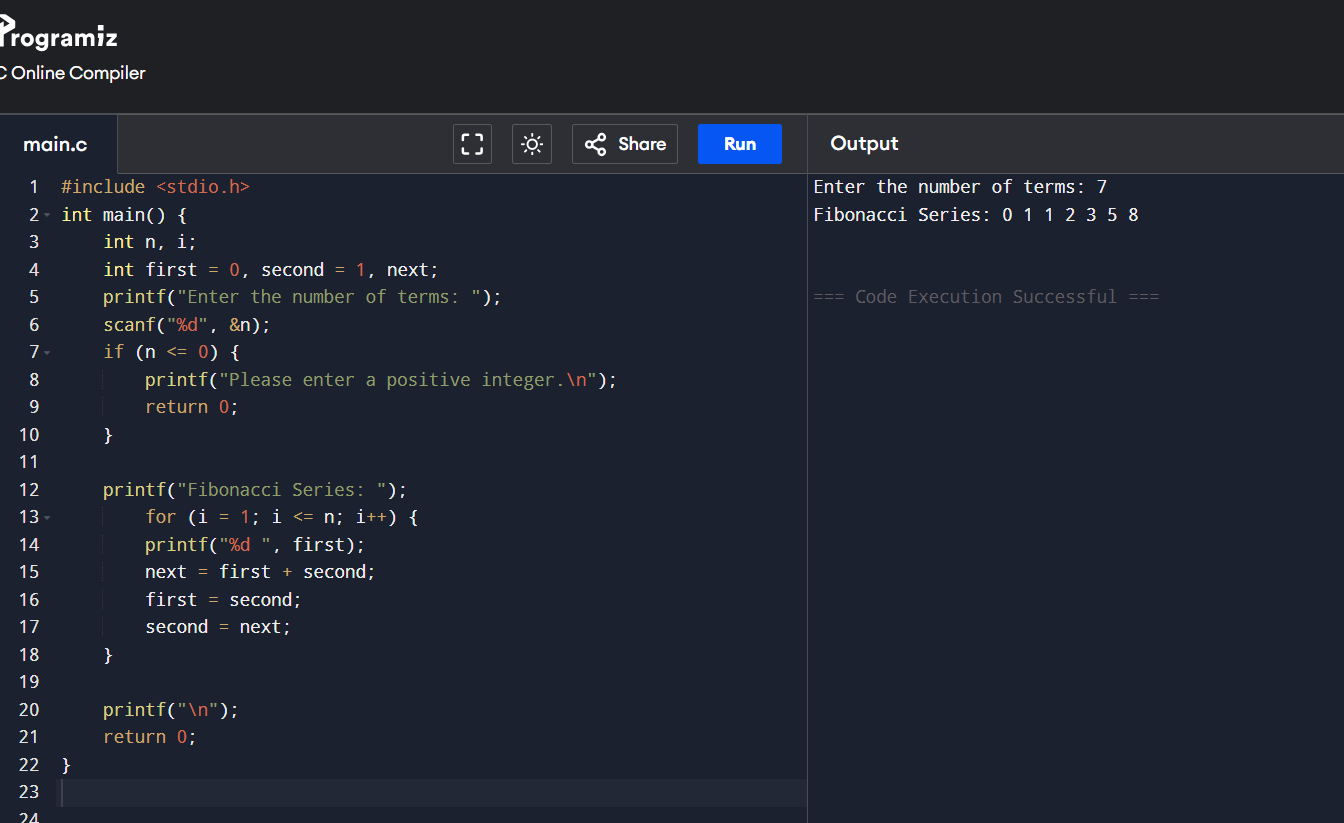 Programiz
C Online Compiler
main.c
Share
Run
Output
1 #include <stdio.h>
2 int main() {
3     int n, i;
4     int first = 0, second = 1, next;
5     printf("Enter the number of terms: ");
6     scanf("%d", &n);
7     if (n <= 0) {
8         printf("Please enter a positive integer.\n");
9         return 0;
10     }
11
12     printf("Fibonacci Series: ");
13         for (i = 1; i <= n; i++) {
14         printf("%d ", first);
15         next = first + second;
16         first = second;
17         second = next;
18     }
19
20     printf("\n");
21     return 0;
22 }
23
24
Enter the number of terms: 7
Fibonacci Series: 0 1 1 2 3 5 8
=== Code Execution Successful ===